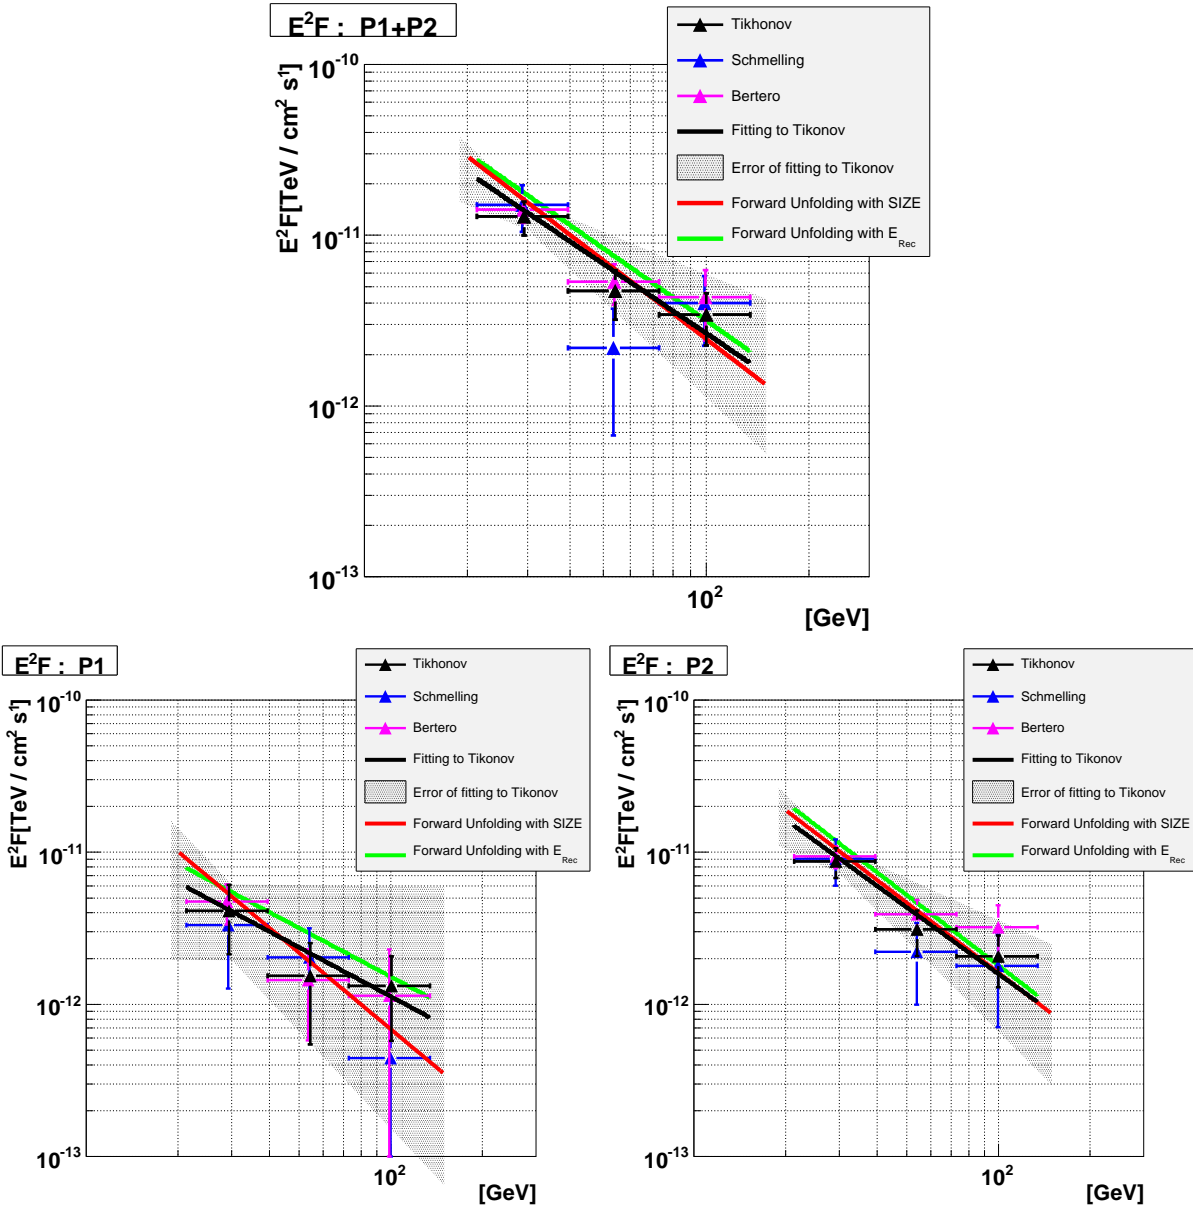 E²F : P1+P2
Tikhonov
Schmelling
Bertero
Fitting to Tikonov
Error of fitting to Tikonov
Forward Unfolding with SIZE
Forward Unfolding with E_Rec
E²F[TeV / cm² s¹]
10⁻¹⁰
10⁻¹¹
10⁻¹²
10⁻¹³
10²
[GeV]
E²F : P1
Tikhonov
Schmelling
Bertero
Fitting to Tikonov
Error of fitting to Tikonov
Forward Unfolding with SIZE
Forward Unfolding with E_Rec
E²F[TeV / cm² s¹]
10⁻¹⁰
10⁻¹¹
10⁻¹²
10⁻¹³
10²
[GeV]
E²F : P2
Tikhonov
Schmelling
Bertero
Fitting to Tikonov
Error of fitting to Tikonov
Forward Unfolding with SIZE
Forward Unfolding with E_Rec
E²F[TeV / cm² s¹]
10⁻¹⁰
10⁻¹¹
10⁻¹²
10⁻¹³
10²
[GeV]